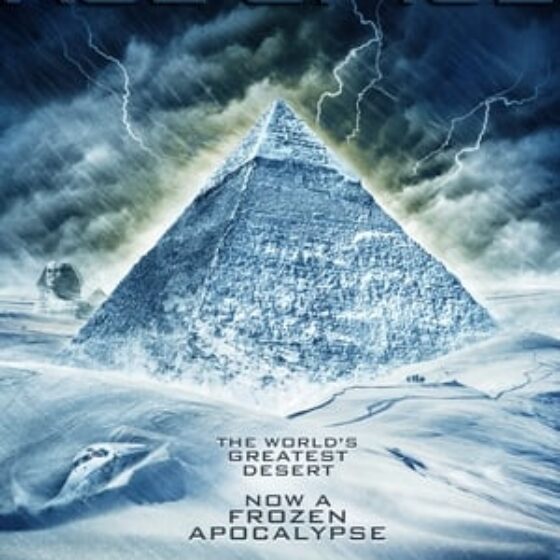 THE WORLD'S
GREATEST
DESERT
NOW A
FROZEN
APOCALYPSE